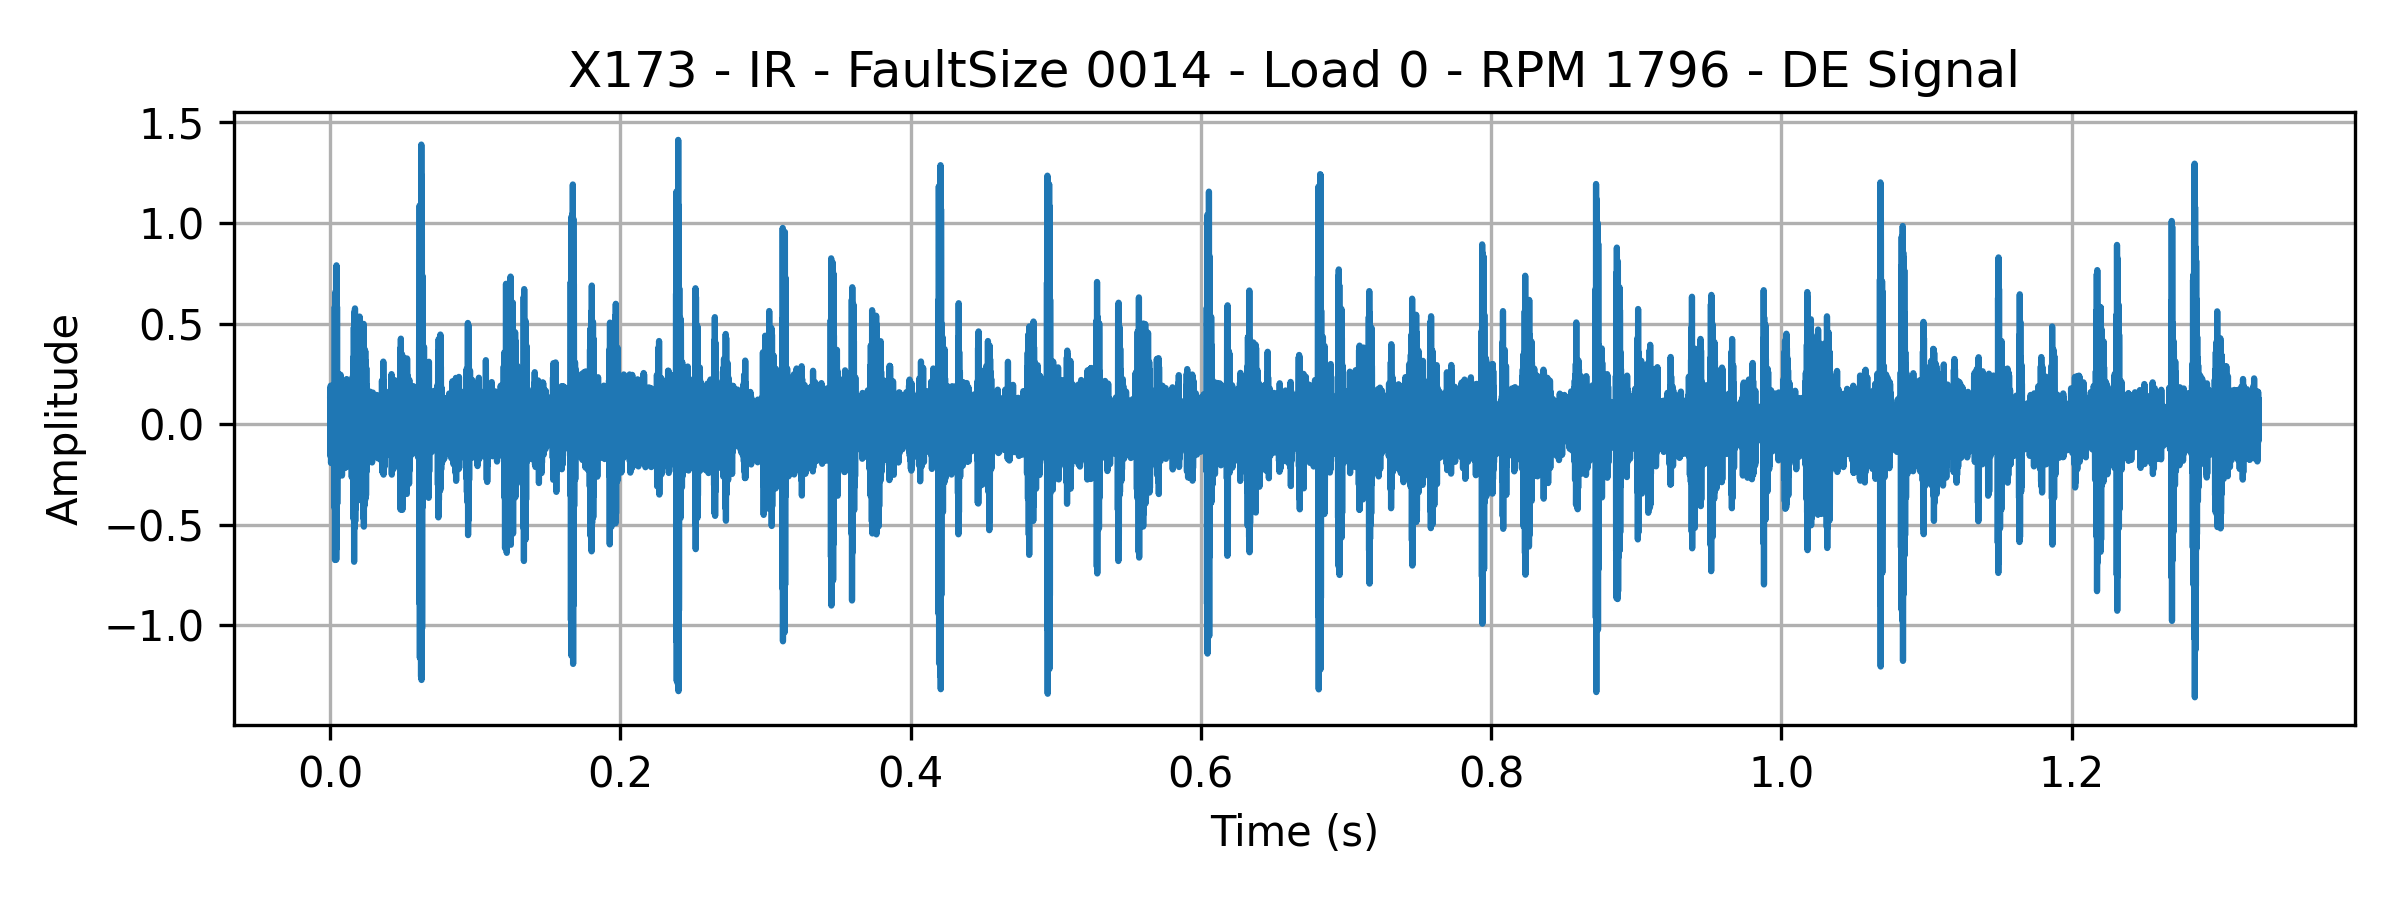 X173 - IR - FaultSize 0014 - Load 0 - RPM 1796 - DE Signal
1.5
1.0
0.5
0.0
−0.5
−1.0
Amplitude
0.0 0.2 0.4 0.6 0.8 1.0 1.2
Time (s)